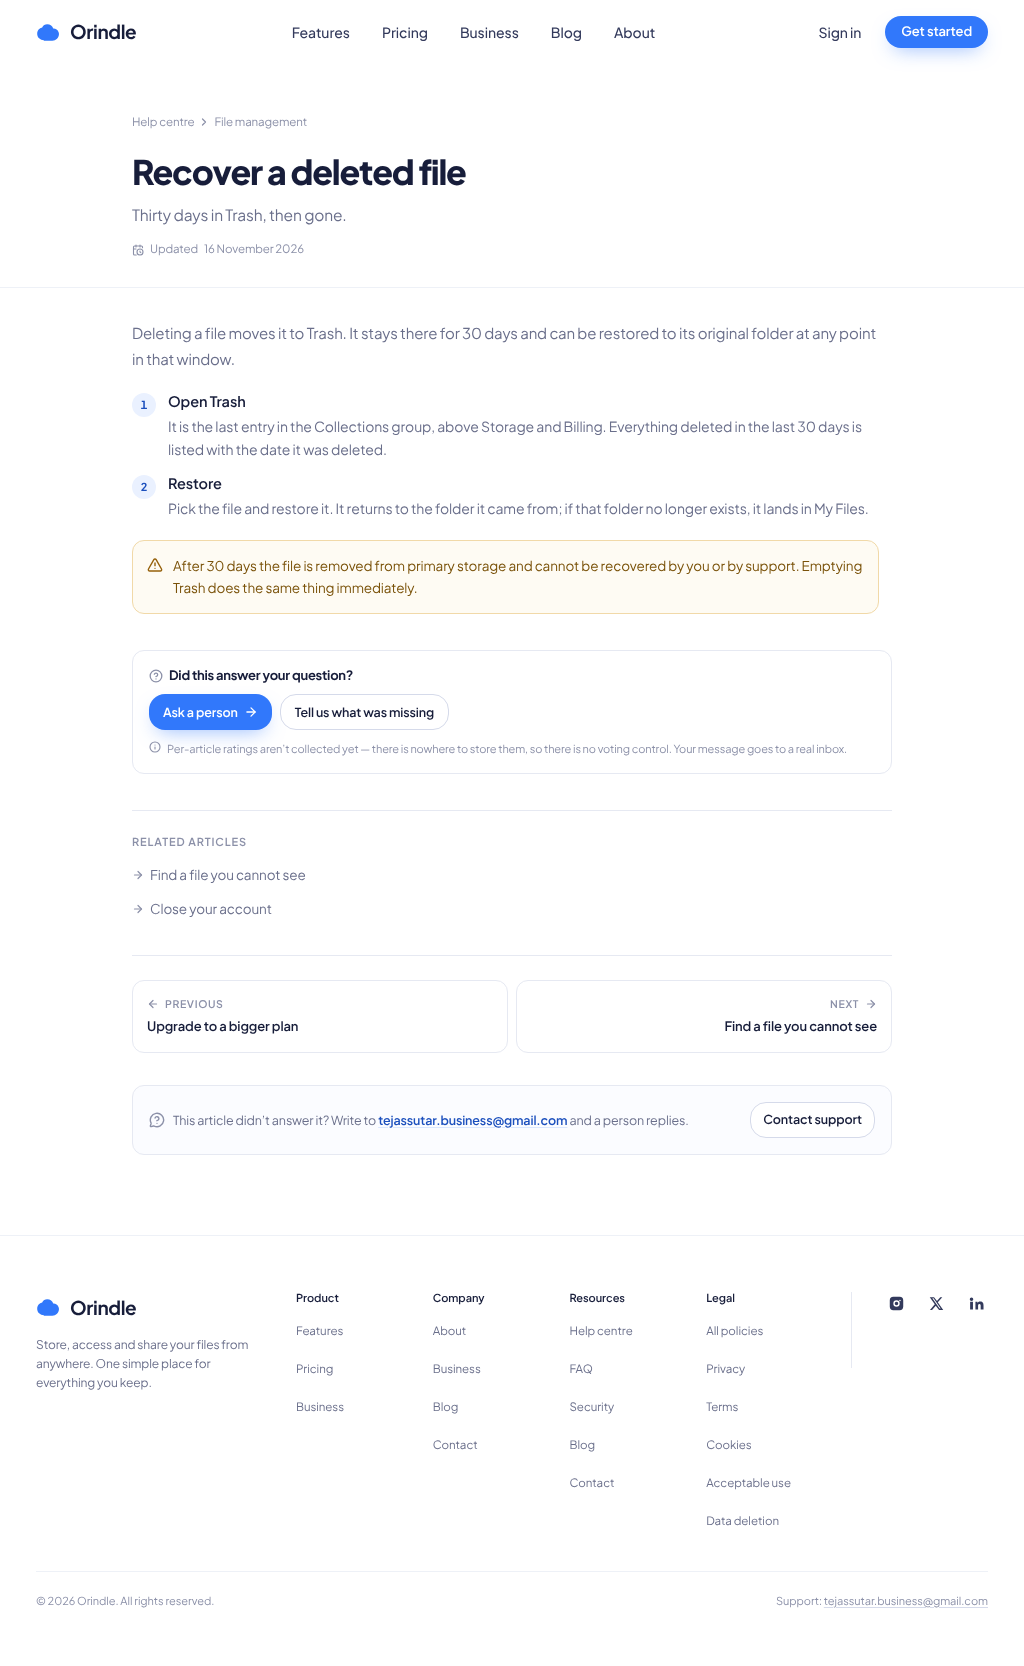 Orindle
Features
Pricing
Business
Blog
About
Sign in
Get started
Help centre
File management
Recover a deleted file
Thirty days in Trash, then gone.
Updated 16 November 2026
Deleting a file moves it to Trash. It stays there for 30 days and can be restored to its original folder at any point
in that window.
1
Open Trash
It is the last entry in the Collections group, above Storage and Billing. Everything deleted in the last 30 days is
listed with the date it was deleted.
2
Restore
Pick the file and restore it. It returns to the folder it came from; if that folder no longer exists, it lands in My Files.
After 30 days the file is removed from primary storage and cannot be recovered by you or by support. Emptying
Trash does the same thing immediately.
Did this answer your question?
Ask a person
Tell us what was missing
Per-article ratings aren't collected yet — there is nowhere to store them, so there is no voting control. Your message goes to a real inbox.
RELATED ARTICLES
Find a file you cannot see
Close your account
PREVIOUS
Upgrade to a bigger plan
NEXT
Find a file you cannot see
This article didn't answer it? Write to tejassutar.business@gmail.com and a person replies.
Contact support
Orindle
Store, access and share your files from
anywhere. One simple place for
everything you keep.
Product
Features
Pricing
Business
Company
About
Business
Blog
Contact
Resources
Help centre
FAQ
Security
Blog
Contact
Legal
All policies
Privacy
Terms
Cookies
Acceptable use
Data deletion
© 2026 Orindle. All rights reserved.
Support: tejassutar.business@gmail.com